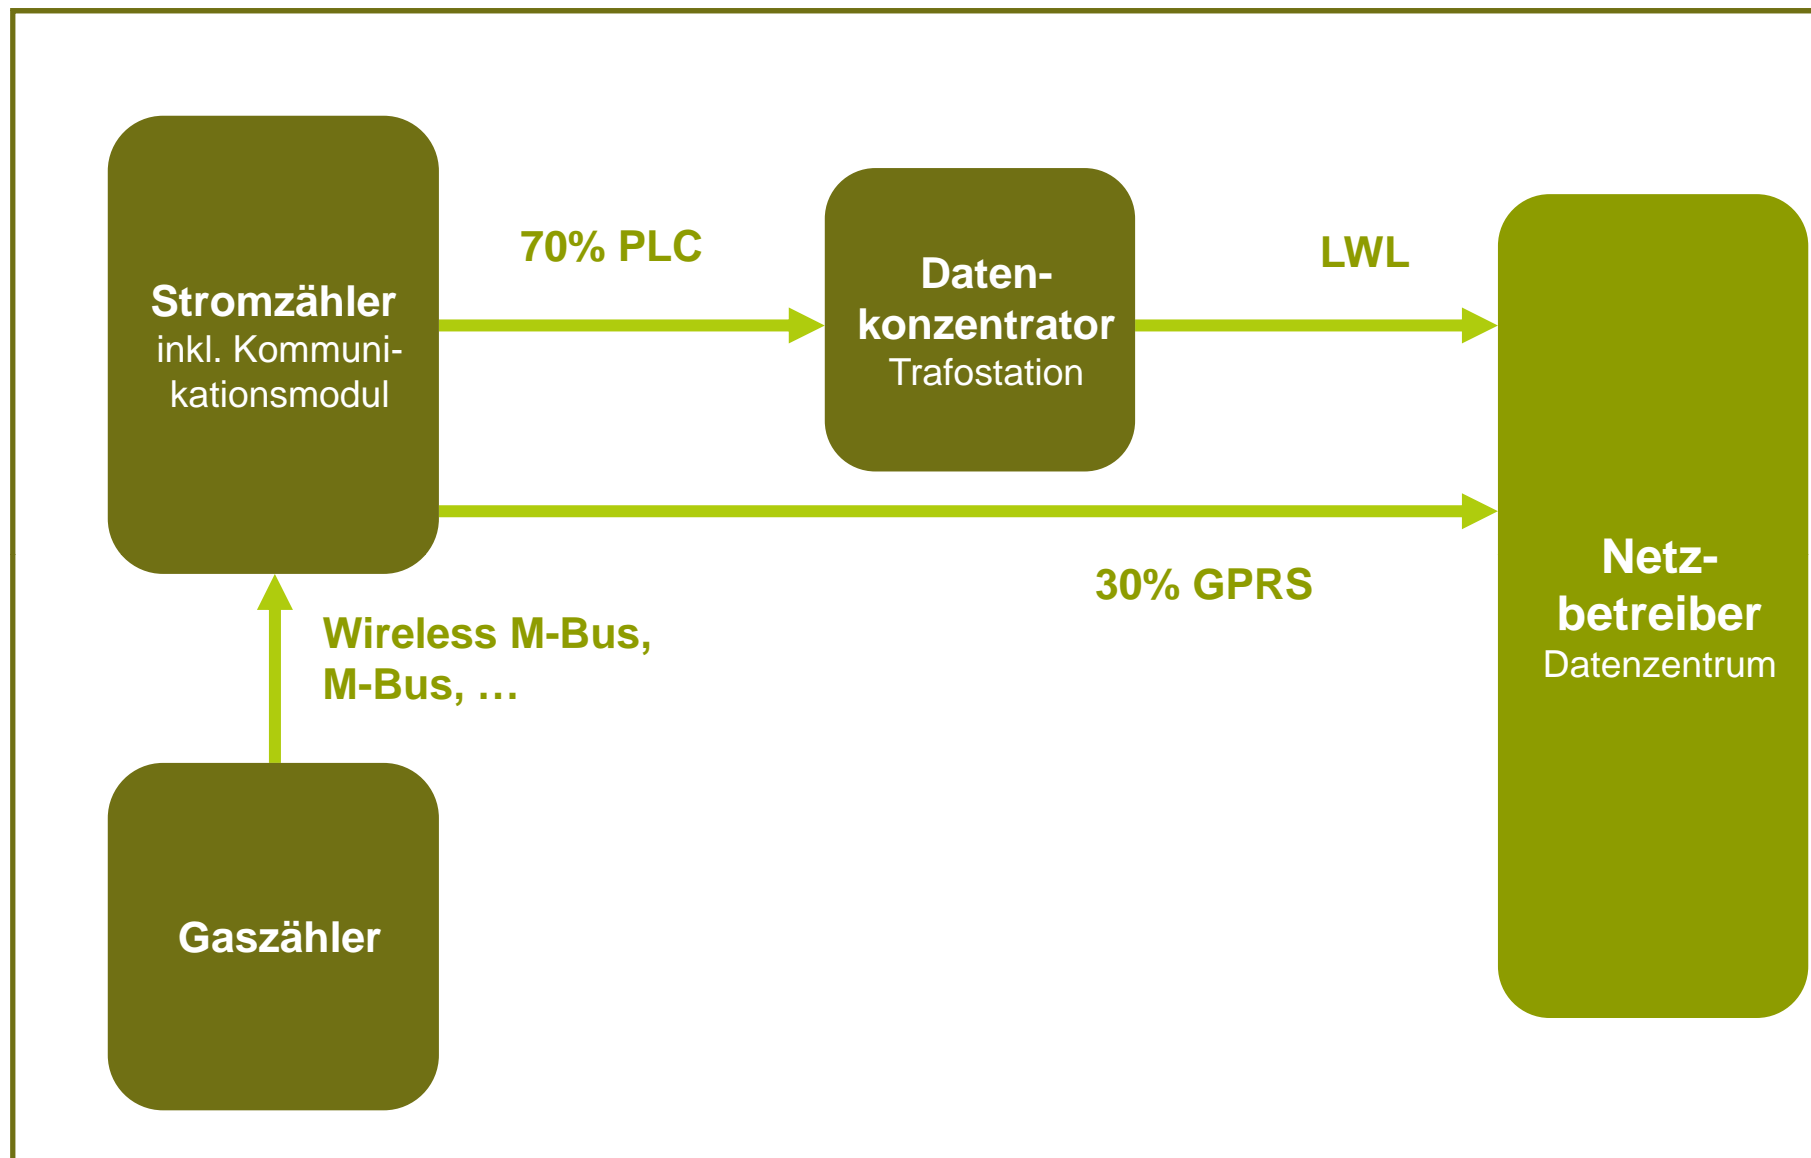 Stromzähler
inkl. Kommuni-
kationsmodul
70% PLC
Daten-
konzentrator
Trafostation
LWL
30% GPRS
Netz-
betreiber
Datenzentrum
Wireless M-Bus,
M-Bus, …
Gaszähler